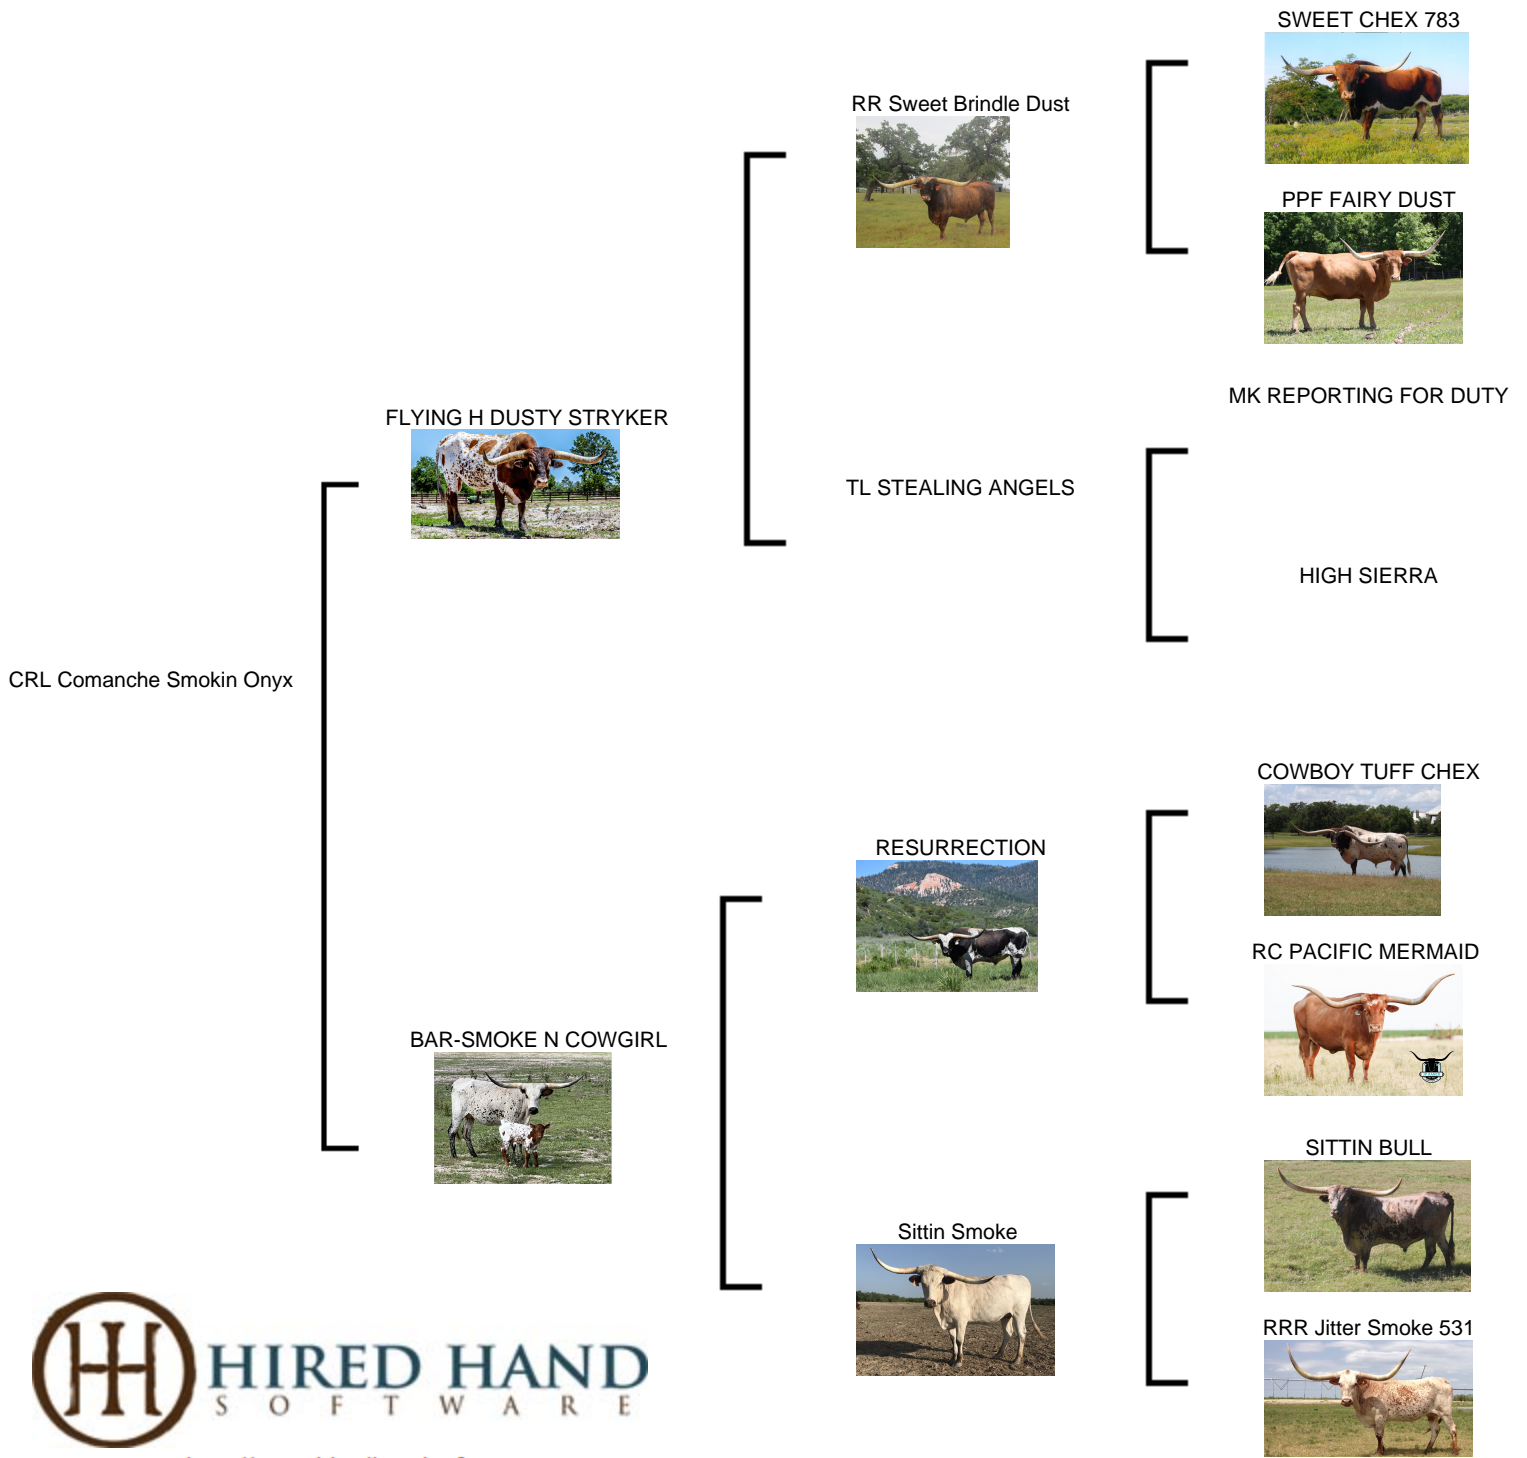 SWEET CHEX 783
RR Sweet Brindle Dust
PPF FAIRY DUST
MK REPORTING FOR DUTY
FLYING H DUSTY STRYKER
TL STEALING ANGELS
HIGH SIERRA
CRL Comanche Smokin Onyx
COWBOY TUFF CHEX
RESURRECTION
RC PACIFIC MERMAID
BAR-SMOKE N COWGIRL
SITTIN BULL
Sittin Smoke
RRR Jitter Smoke 531
HIRED HAND
SOFTWARE